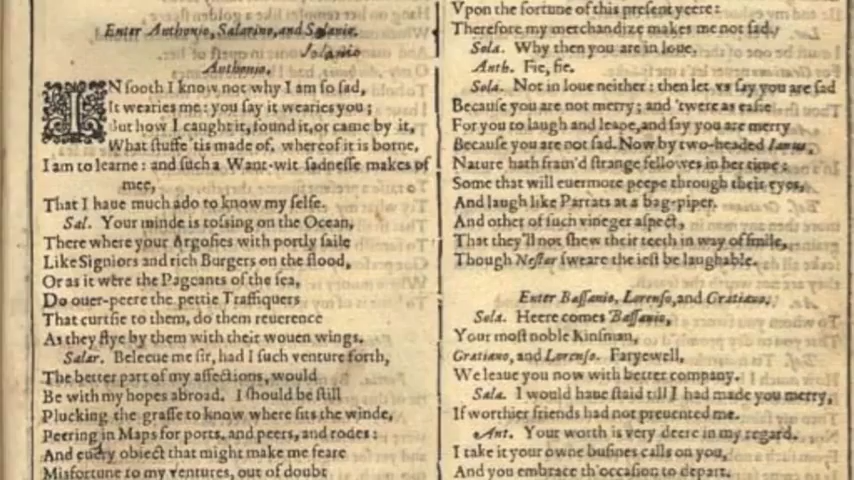 Enter Anthonio, Salarino, and Salanio.
Solanio
Anthonio.
IN ſooth I know not why I am ſo ſad,
It wearies me: you ſay it wearies you;
But how I caught it, found it, or came by it,
What ſtuffe 'tis made of, whereof it is borne,
I am to learne: and ſuch a Want-wit ſadneſſe makes of
mee,
That I haue much ado to know my ſelfe.
Sal. Your minde is toſſing on the Ocean,
There where your Argoſies with portly ſaile
Like Signiors and rich Burgers on the flood,
Or as it were the Pageants of the ſea,
Do ouer-peere the pettie Traffiquers
That curtſie to them, do them reuerence
As they flye by them with their wouen wings.
Salar. Beleeue me ſir, had I ſuch venture forth,
The better part of my affections, would
Be with my hopes abroad. I ſhould be ſtill
Plucking the graſſe to know where ſits the winde,
Peering in Maps for ports, and peers, and rodes:
And euery obiect that might make me feare
Misfortune to my ventures, out of doubt
Vpon the fortune of this preſent yeere:
Therefore my merchandize makes me not ſad.
Sola. Why then you are in loue.
Anth. Fie, fie.
Sola. Not in loue neither: then let vs ſay you are ſad
Becauſe you are not merry; and 'twere as eaſie
For you to laugh and leape, and ſay you are merry
Becauſe you are not ſad. Now by two-headed Ianus,
Nature hath fram'd ſtrange fellowes in her time:
Some that will euermore peepe through their eyes,
And laugh like Parrats at a bag-piper.
And other of ſuch vineger aſpect,
That they'll not ſhew their teeth in way of ſmile,
Though Neſtor ſweare the ieſt be laughable.
Enter Baſſanio, Lorenſo, and Gratiano.
Sola. Heere comes Baſſanio,
Your moſt noble Kinſman,
Gratiano, and Lorenſo. Faryewell,
We leaue you now with better company.
Sala. I would haue ſtaid till I had made you merry,
If worthier friends had not preuented me.
Ant. Your worth is very deere in my regard.
I take it your owne buſines calls on you,
And you embrace th'occaſion to depart.